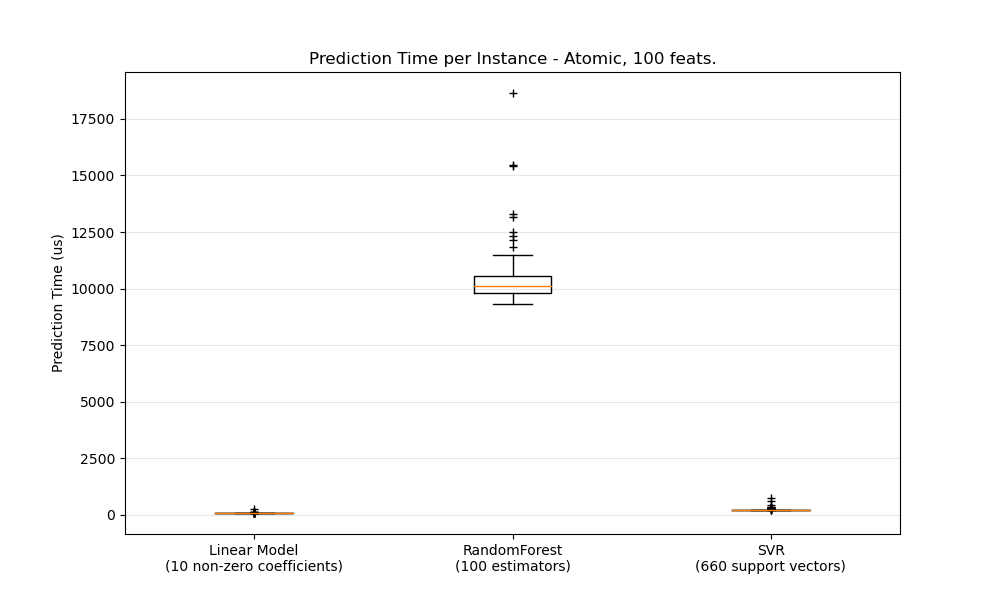 Prediction Time per Instance - Atomic, 100 feats.
Prediction Time (us)
17500
15000
12500
10000
7500
5000
2500
0
Linear Model
(10 non-zero coefficients)
RandomForest
(100 estimators)
SVR
(660 support vectors)